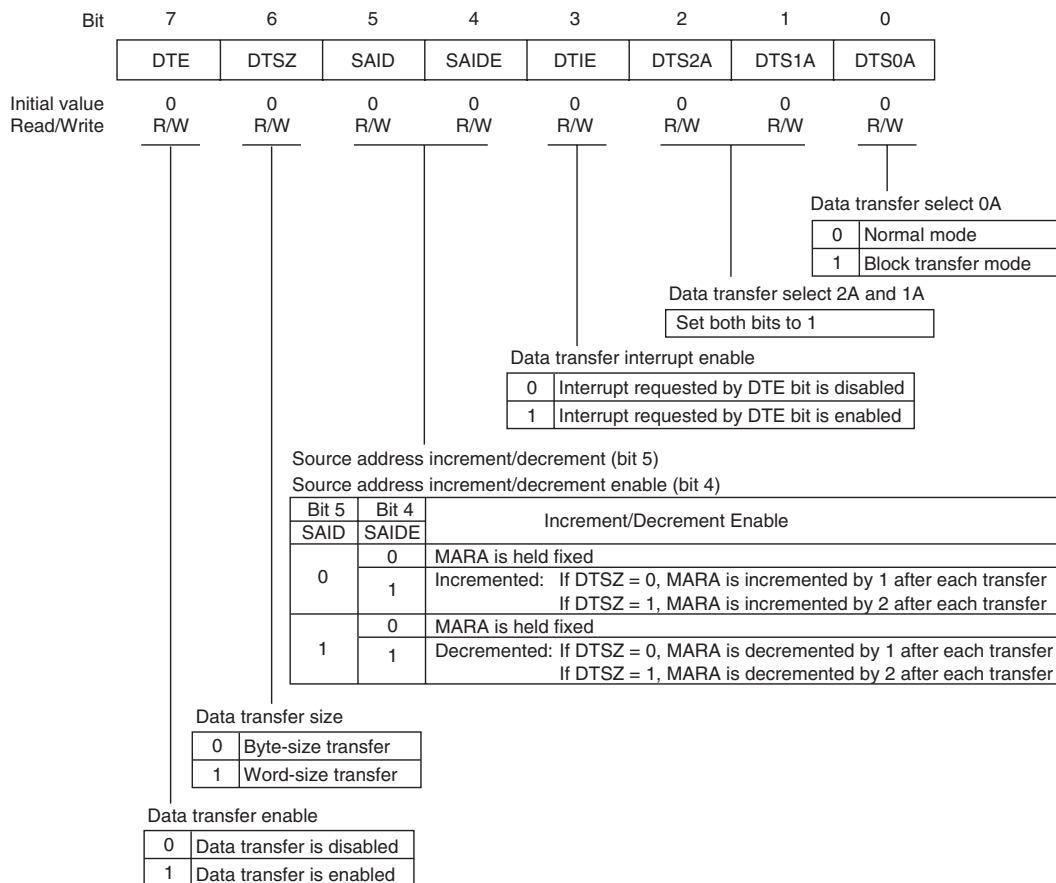 Bit 7 6 5 4 3 2 1 0
DTE DTSZ SAID SAIDE DTIE DTS2A DTS1A DTS0A
Initial value 0 0 0 0 0 0 0 0
Read/Write R/W R/W R/W R/W R/W R/W R/W R/W
Data transfer select 0A
0 Normal mode
1 Block transfer mode
Data transfer select 2A and 1A
Set both bits to 1
Data transfer interrupt enable
0 Interrupt requested by DTE bit is disabled
1 Interrupt requested by DTE bit is enabled
Source address increment/decrement (bit 5)
Source address increment/decrement enable (bit 4)
Bit 5 Bit 4 Increment/Decrement Enable
SAID SAIDE
0 0 MARA is held fixed
1 Incremented: If DTSZ = 0, MARA is incremented by 1 after each transfer
If DTSZ = 1, MARA is incremented by 2 after each transfer
1 0 MARA is held fixed
1 Decremented: If DTSZ = 0, MARA is decremented by 1 after each transfer
If DTSZ = 1, MARA is decremented by 2 after each transfer
Data transfer size
0 Byte-size transfer
1 Word-size transfer
Data transfer enable
0 Data transfer is disabled
1 Data transfer is enabled